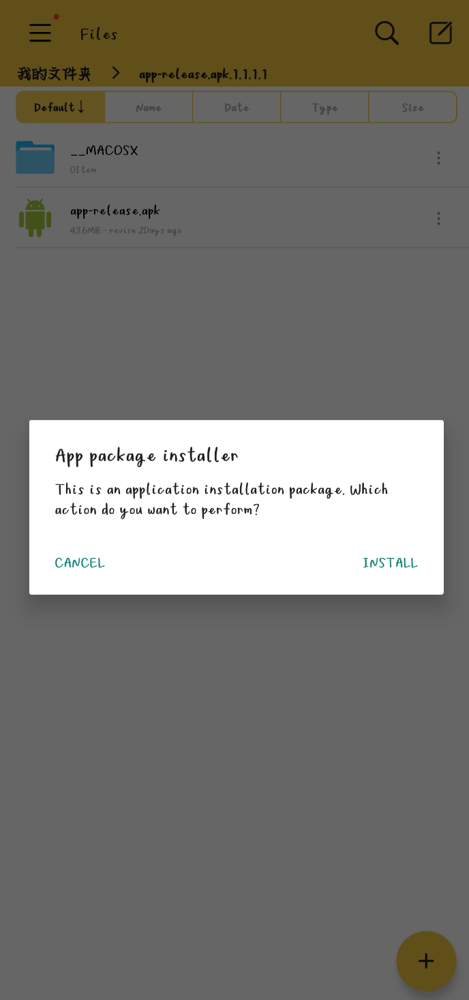 Files
我的文件夹 > app-release.apk.1.1.1.1
Default↓ Name Date Type Size
__MACOSX
0Item
app-release.apk
43.6MB - revise 2Days ago
App package installer
This is an application installation package. Which
action do you want to perform?
CANCEL INSTALL